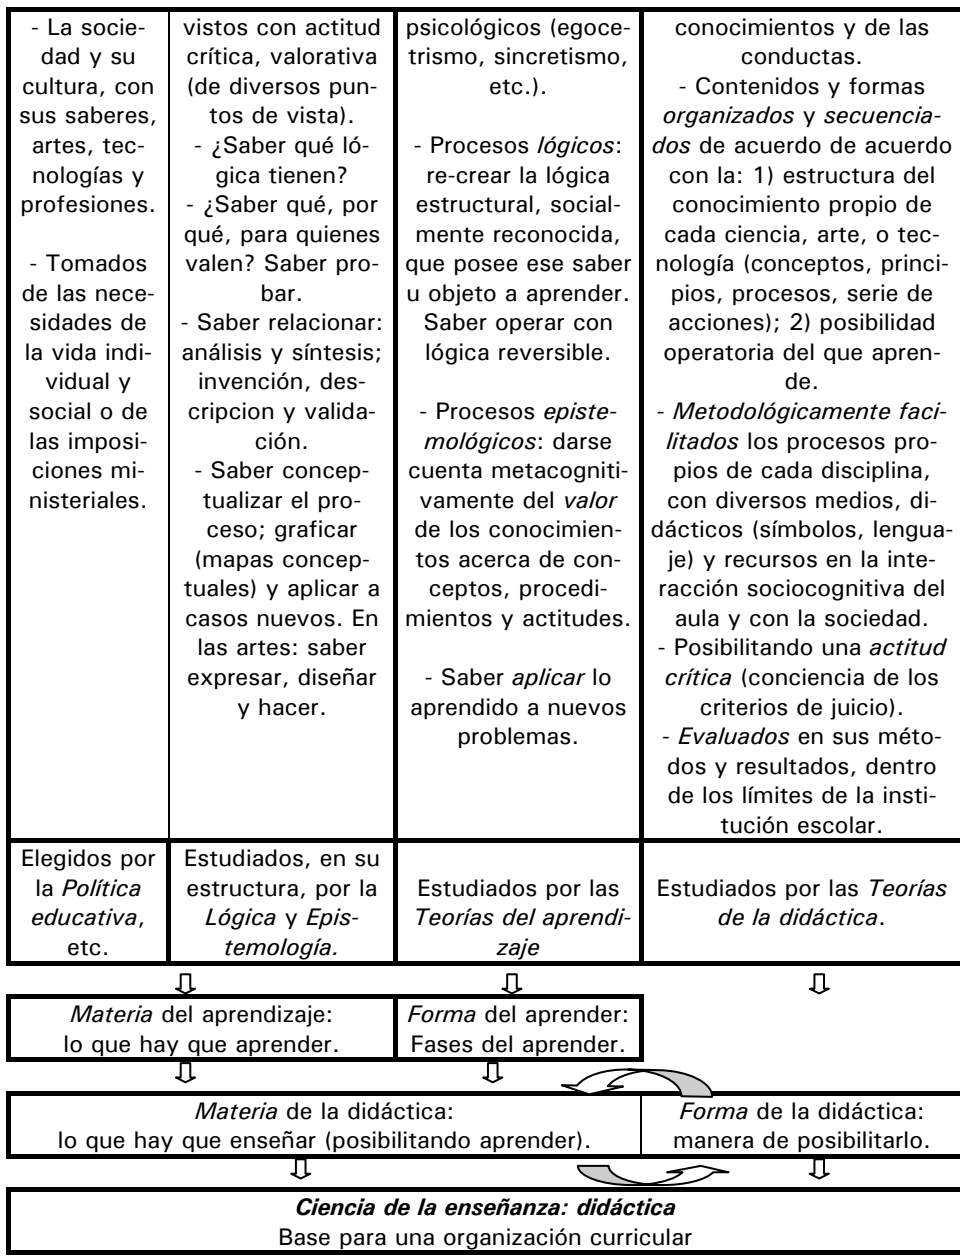 - La socie-
dad y su
cultura, con
sus saberes,
artes, tec-
nologías y
profesiones.
- Tomados
de las nece-
sidades de
la vida indi-
vidual y
social o de
las imposi-
ciones mi-
nisteriales.
vistos con actitud
crítica, valorativa
(de diversos pun-
tos de vista).
- ¿Saber qué ló-
gica tienen?
- ¿Saber qué, por
qué, para quienes
valen? Saber pro-
bar.
- Saber relacionar:
análisis y síntesis;
invención, des-
cripcion y valida-
ción.
- Saber concep-
tualizar el pro-
ceso; graficar
(mapas concep-
tuales) y aplicar a
casos nuevos. En
las artes: saber
expresar, diseñar
y hacer.
psicológicos (egoce-
trismo, sincretismo,
etc.).
- Procesos lógicos:
re-crear la lógica
estructural, social-
mente reconocida,
que posee ese saber
u objeto a aprender.
Saber operar con
lógica reversible.
- Procesos episte-
mológicos: darse
cuenta metacogniti-
vamente del valor
de los conocimien-
tos acerca de con-
ceptos, procedi-
mientos y actitudes.
- Saber aplicar lo
aprendido a nuevos
problemas.
conocimientos y de las
conductas.
- Contenidos y formas
organizados y secuencia-
dos de acuerdo de acuerdo
con la: 1) estructura del
conocimiento propio de
cada ciencia, arte, o tec-
nología (conceptos, princi-
pios, procesos, serie de
acciones); 2) posibilidad
operatoria del que apren-
de.
- Metodológicamente faci-
litados los procesos pro-
pios de cada disciplina,
con diversos medios, di-
dácticos (símbolos, lengua-
je) y recursos en la inte-
racción sociocognitiva del
aula y con la sociedad.
- Posibilitando una actitud
crítica (conciencia de los
criterios de juicio).
- Evaluados en sus méto-
dos y resultados, dentro
de los límites de la insti-
tución escolar.
Elegidos por
la Política
educativa,
etc.
Estudiados, en su
estructura, por la
Lógica y Epis-
temología.
Estudiados por las
Teorías del aprendi-
zaje
Estudiados por las Teorías
de la didáctica.
Materia del aprendizaje:
lo que hay que aprender.
Forma del aprender:
Fases del aprender.
Materia de la didáctica:
lo que hay que enseñar (posibilitando aprender).
Forma de la didáctica:
manera de posibilitarlo.
Ciencia de la enseñanza: didáctica
Base para una organización curricular